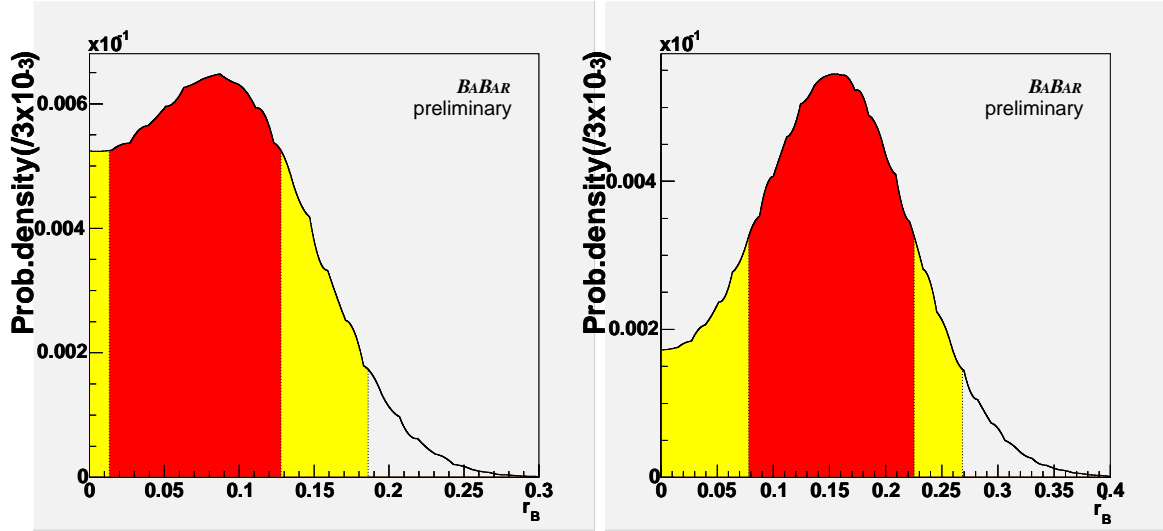 x10-1
Prob.density(/3x10-3)
BABAR
preliminary
0.006
0.004
0.002
0
0 0.05 0.1 0.15 0.2 0.25 0.3
rB
x10-1
Prob.density(/3x10-3)
BABAR
preliminary
0.004
0.002
0
0 0.05 0.1 0.15 0.2 0.25 0.3 0.35 0.4
rB